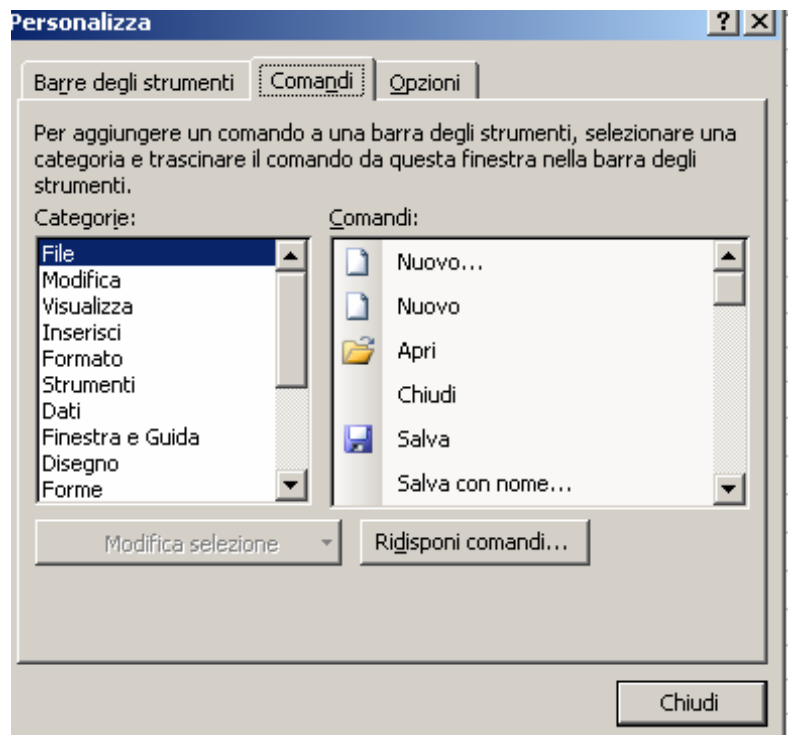 Personalizza
Barre degli strumenti Comandi Opzioni
Per aggiungere un comando a una barra degli strumenti, selezionare una
categoria e trascinare il comando da questa finestra nella barra degli
strumenti.
Categorie: Comandi:
File
Modifica
Visualizza
Inserisci
Formato
Strumenti
Dati
Finestra e Guida
Disegno
Forme
Nuovo...
Nuovo
Apri
Chiudi
Salva
Salva con nome...
Modifica selezione Ridisponi comandi...
Chiudi